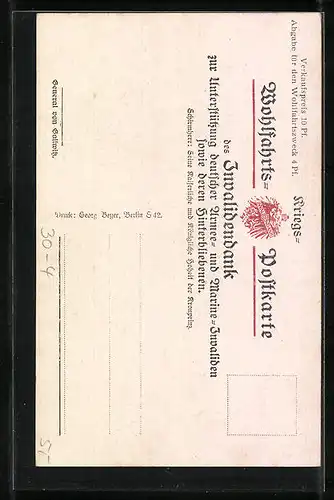 Verkaufspreis 10 Pf.
Abgabe für den Wohlfahrtszweck 4 Pf.
Kriegs-
Wohlfahrts-Postkarte
des Invalidendank
zur Unterstützung deutscher Armee- und Marine-Invaliden
sowie deren Hinterbliebenen.
Schirmherr: Seine Kaiserliche und Königliche Hoheit der Kronprinz.
Druck: Georg Beyer, Berlin S 42.
General von Gallwitz.
30-4